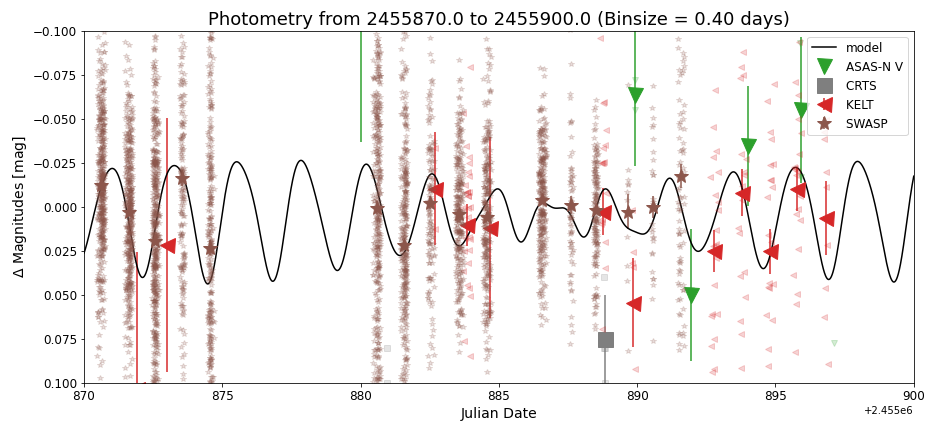 Photometry from 2455870.0 to 2455900.0 (Binsize = 0.40 days)
Δ Magnitudes [mag]
−0.100
−0.075
−0.050
−0.025
0.000
0.025
0.050
0.075
0.100
model
ASAS-N V
CRTS
KELT
SWASP
870 875 880 885 890 895 900
+2.455e6
Julian Date